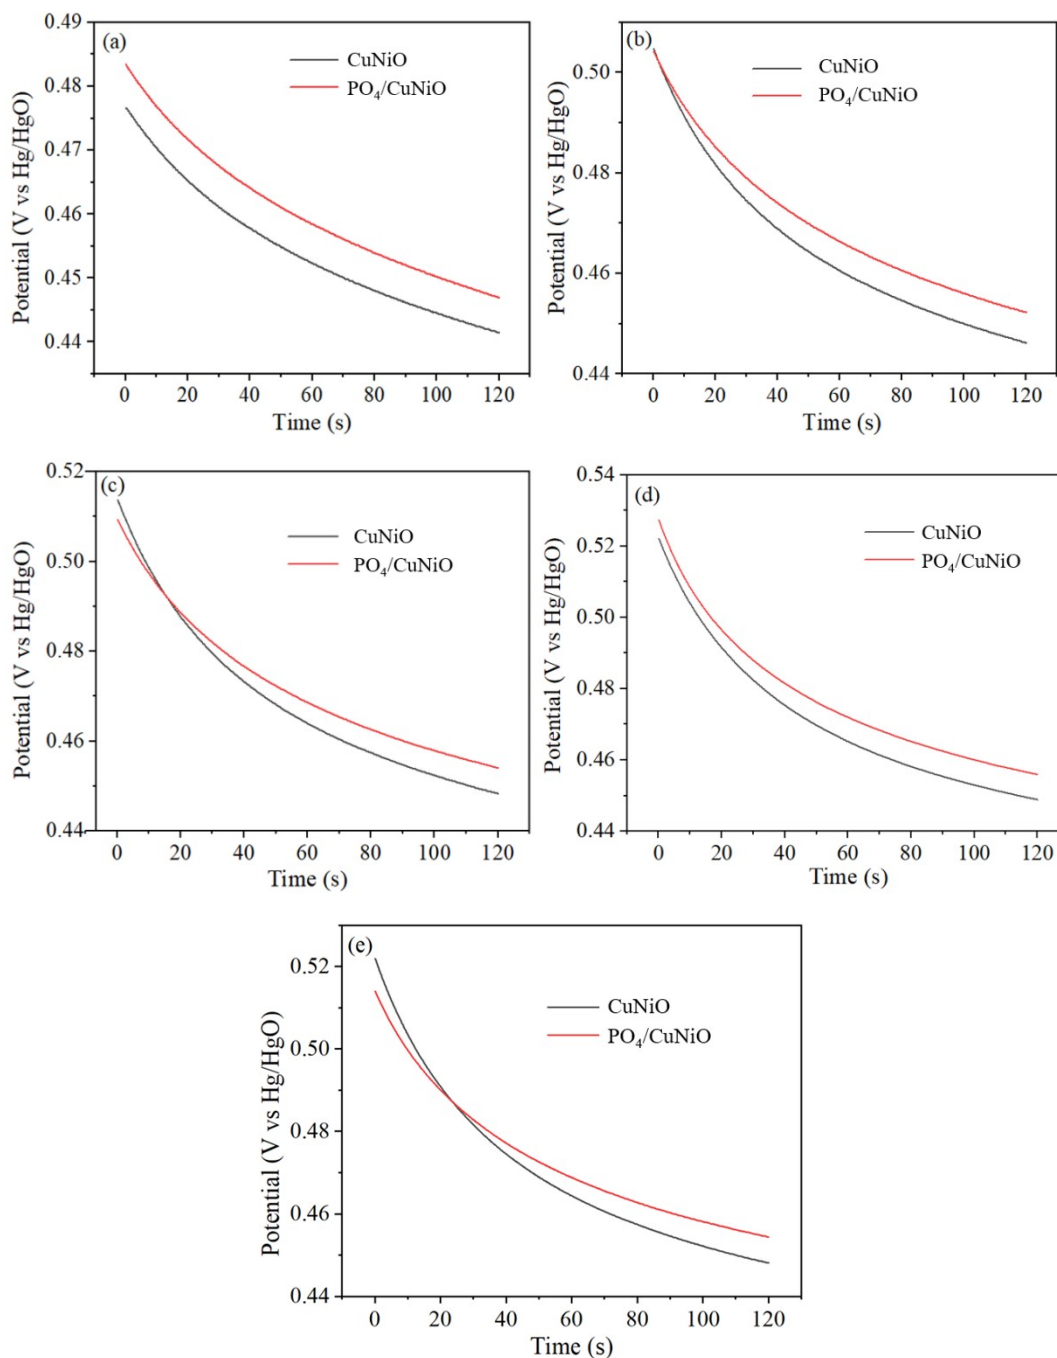 (a)
CuNiO
PO₄/CuNiO
Potential (V vs Hg/HgO)
0.49
0.48
0.47
0.46
0.45
0.44
0 20 40 60 80 100 120
Time (s)
(b)
CuNiO
PO₄/CuNiO
Potential (V vs Hg/HgO)
0.50
0.48
0.46
0.44
0 20 40 60 80 100 120
Time (s)
(c)
CuNiO
PO₄/CuNiO
Potential (V vs Hg/HgO)
0.52
0.50
0.48
0.46
0.44
0 20 40 60 80 100 120
Time (s)
(d)
CuNiO
PO₄/CuNiO
Potential (V vs Hg/HgO)
0.54
0.52
0.50
0.48
0.46
0.44
0 20 40 60 80 100 120
Time (s)
(e)
CuNiO
PO₄/CuNiO
Potential (V vs Hg/HgO)
0.52
0.50
0.48
0.46
0.44
0 20 40 60 80 100 120
Time (s)